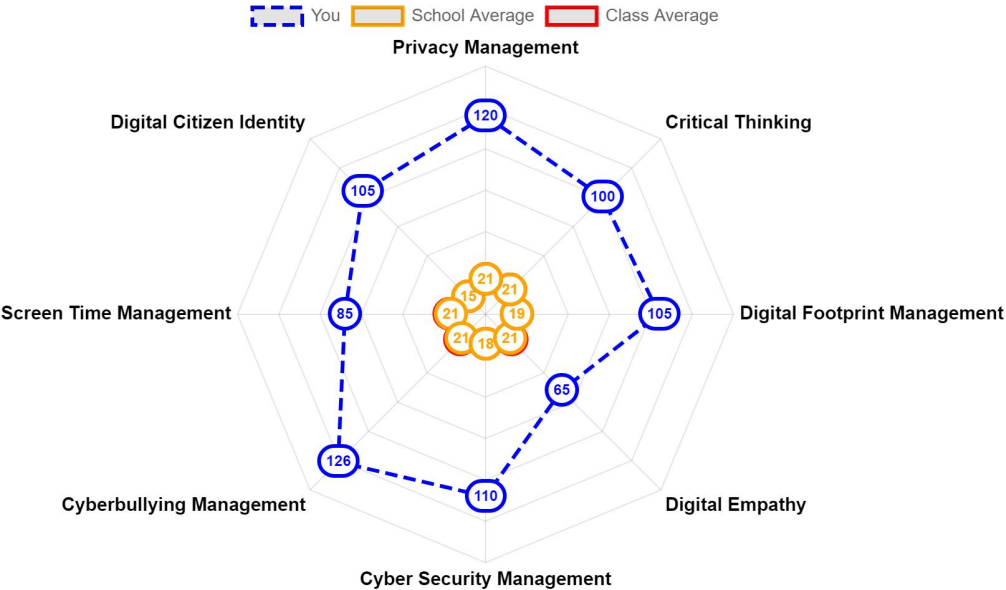 You School Average Class Average
Privacy Management
Digital Citizen Identity Critical Thinking
120
105 100
21
15 21
Screen Time Management 85 21 19 105 Digital Footprint Management
21 18 21
65
126
110
Cyberbullying Management Digital Empathy
Cyber Security Management